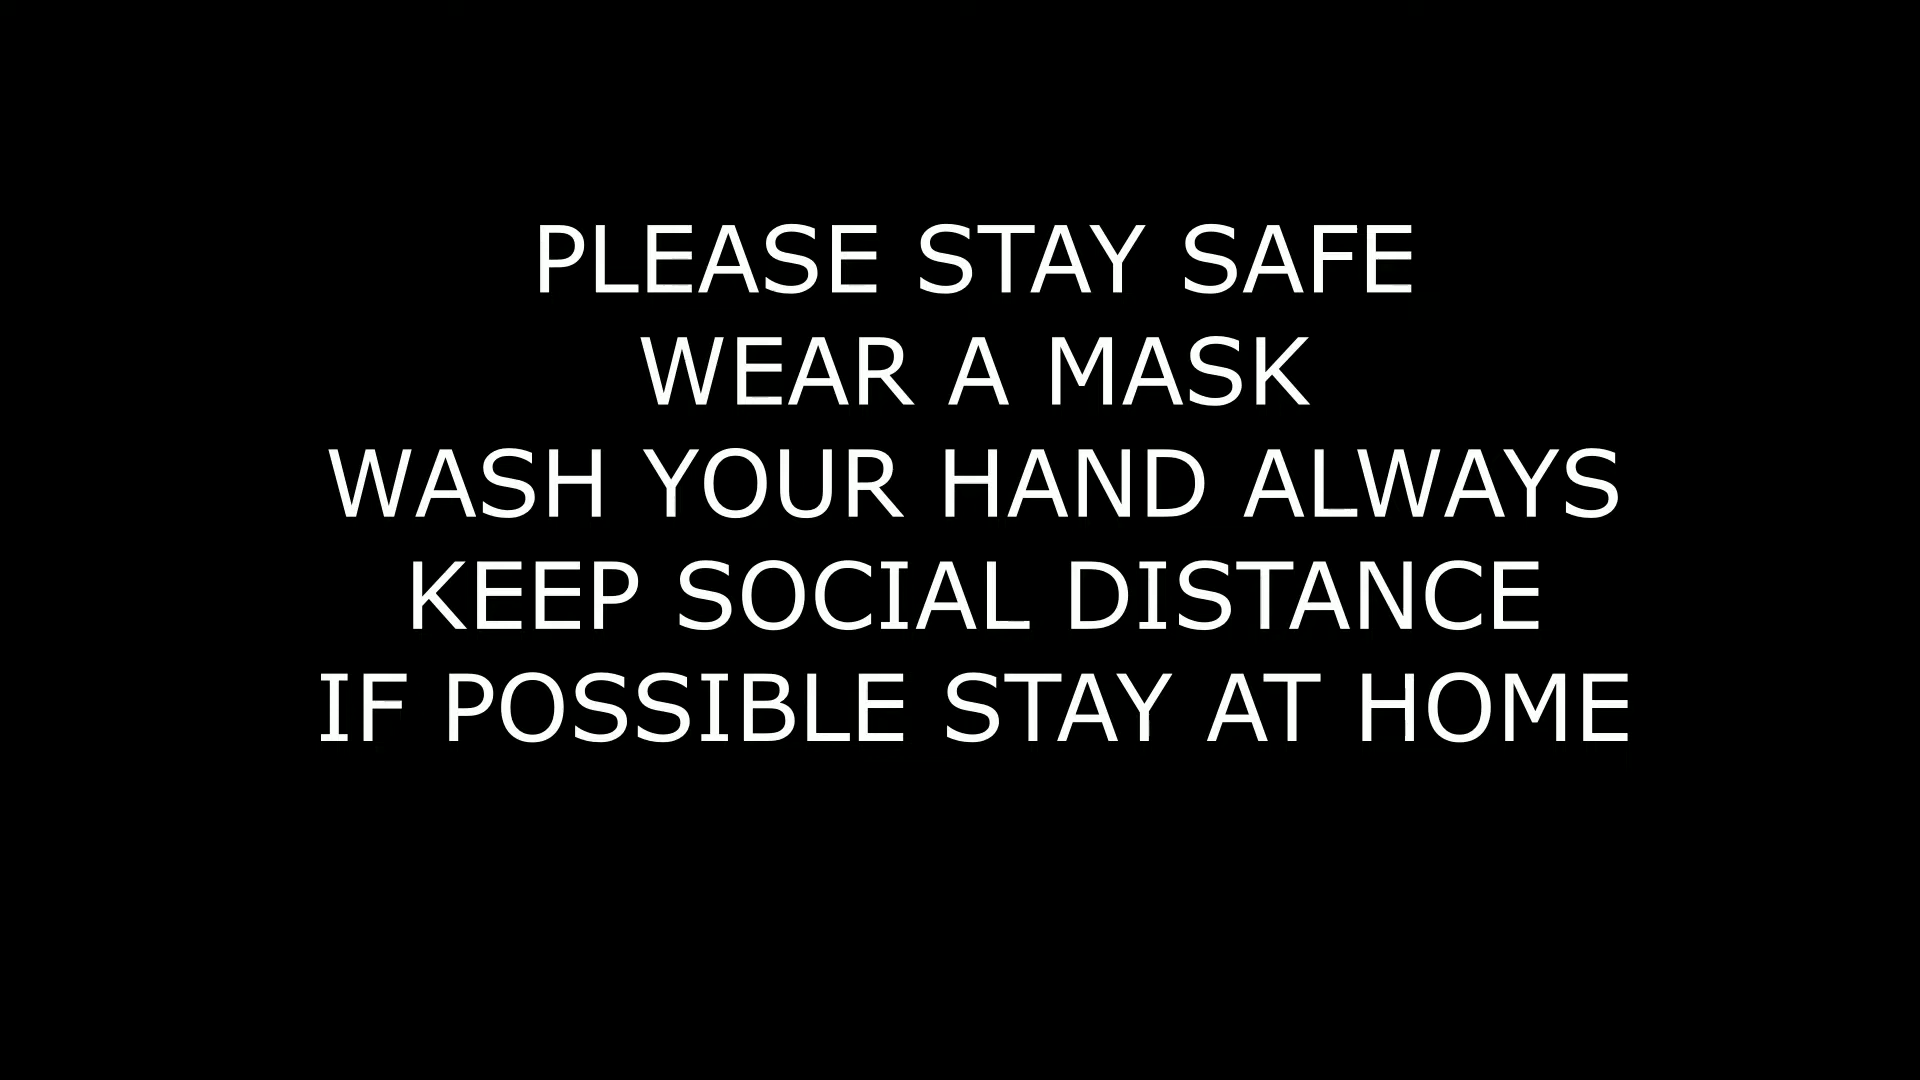 PLEASE STAY SAFE
WEAR A MASK
WASH YOUR HAND ALWAYS
KEEP SOCIAL DISTANCE
IF POSSIBLE STAY AT HOME